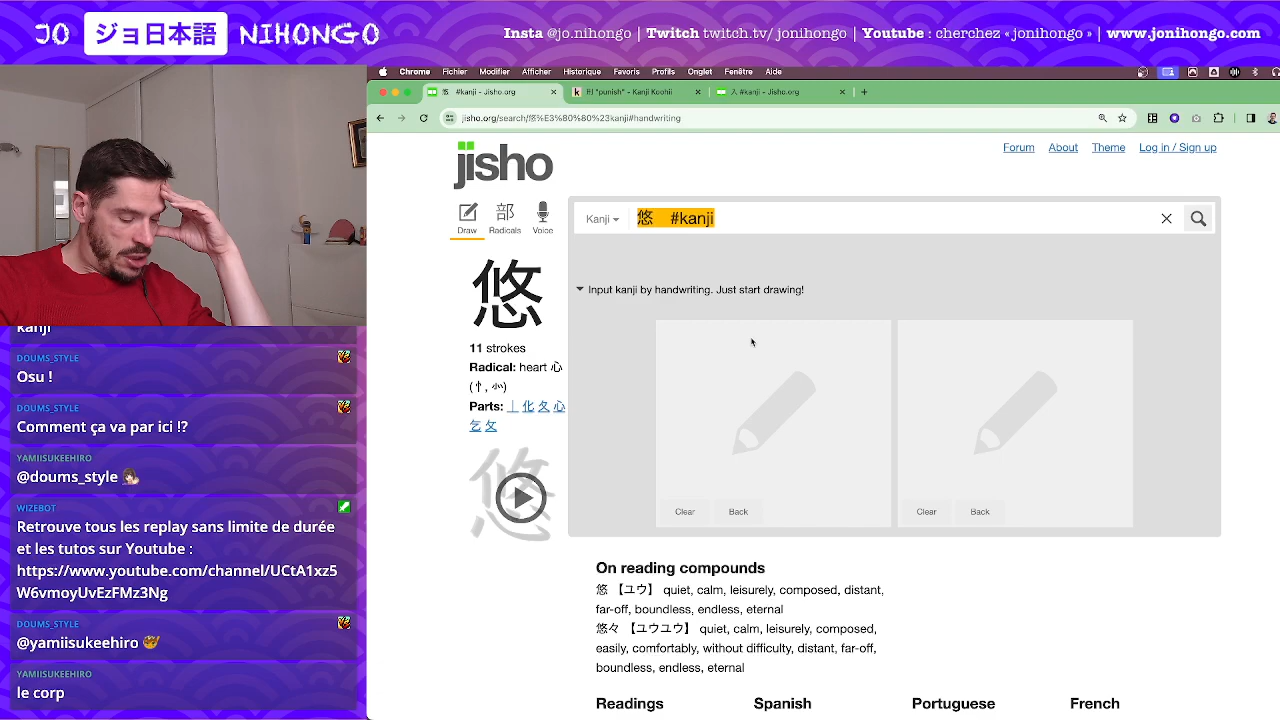 JO ジョ日本語 NIHONGO
Insta @jo.nihongo | Twitch twitch.tv/ jonihongo | Youtube : cherchez « jonihongo » | www.jonihongo.com
Chrome Fichier Modifier Afficher Historique Favoris Profils Onglet Fenêtre Aide
悠 #kanji - Jisho.org
刑 "punish" - Kanji Koohii
人 #kanji - Jisho.org
jisho.org/search/悠%E3%80%80%23kanji#handwriting
jisho
Forum About Theme Log in / Sign up
Draw
部 Radicals
Voice
Kanji
悠 #kanji
Input kanji by handwriting. Just start drawing!
Clear Back
Clear Back
悠
11 strokes
Radical: heart 心
(忄, ⺗)
Parts: ｜ 化 夂 心
乞 攵
悠
On reading compounds
悠 【ユウ】 quiet, calm, leisurely, composed, distant,
far-off, boundless, endless, eternal
悠々 【ユウユウ】 quiet, calm, leisurely, composed,
easily, comfortably, without difficulty, distant, far-off,
boundless, endless, eternal
Readings Spanish Portuguese French
kanji
DOUMS_STYLE
Osu !
DOUMS_STYLE
Comment ça va par ici !?
YAMIISUKEEHIRO
@doums_style
WIZEBOT
Retrouve tous les replay sans limite de durée
et les tutos sur Youtube :
https://www.youtube.com/channel/UCtA1xz5
W6vmoyUvEzFMz3Ng
DOUMS_STYLE
@yamiisukeehiro
YAMIISUKEEHIRO
le corp